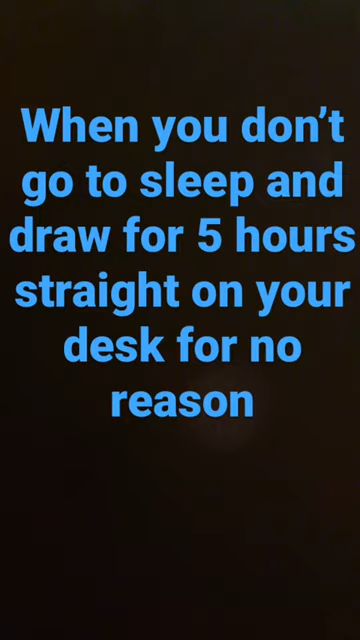 When you don’t
go to sleep and
draw for 5 hours
straight on your
desk for no
reason